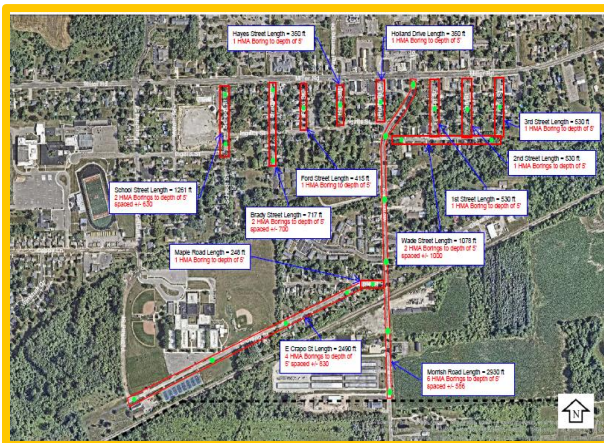 Hayes Street Length = 350 ft
1 HMA Boring to depth of 5'
Holland Drive Length = 360 ft
1 HMA Boring to depth of 5'
3rd Street Length = 530 ft
1 HMA Boring to depth of 5'
2nd Street Length = 530 ft
1 HMA Borings to depth of 5'
1st Street Length = 530 ft
1 HMA Boring to depth of 5'
School Street Length = 1261 ft
2 HMA Borings to depth of 5'
spaced +/- 630
Ford Street Length = 415 ft
1 HMA Boring to depth of 5'
Brady Street Length = 717 ft
2 HMA Borings to depth of 5'
spaced +/- 700
Wade Street Length = 1078 ft
2 HMA Borings to depth of 5'
spaced +/- 1000
Maple Road Length = 248 ft
1 HMA Boring to depth of 5'
E Crapo St Length = 2490 ft
4 HMA Borings to depth of
5' spaced +/- 830
Morrish Road Length = 2930 ft
6 HMA Borings to depth of 5'
spaced +/- 586
N